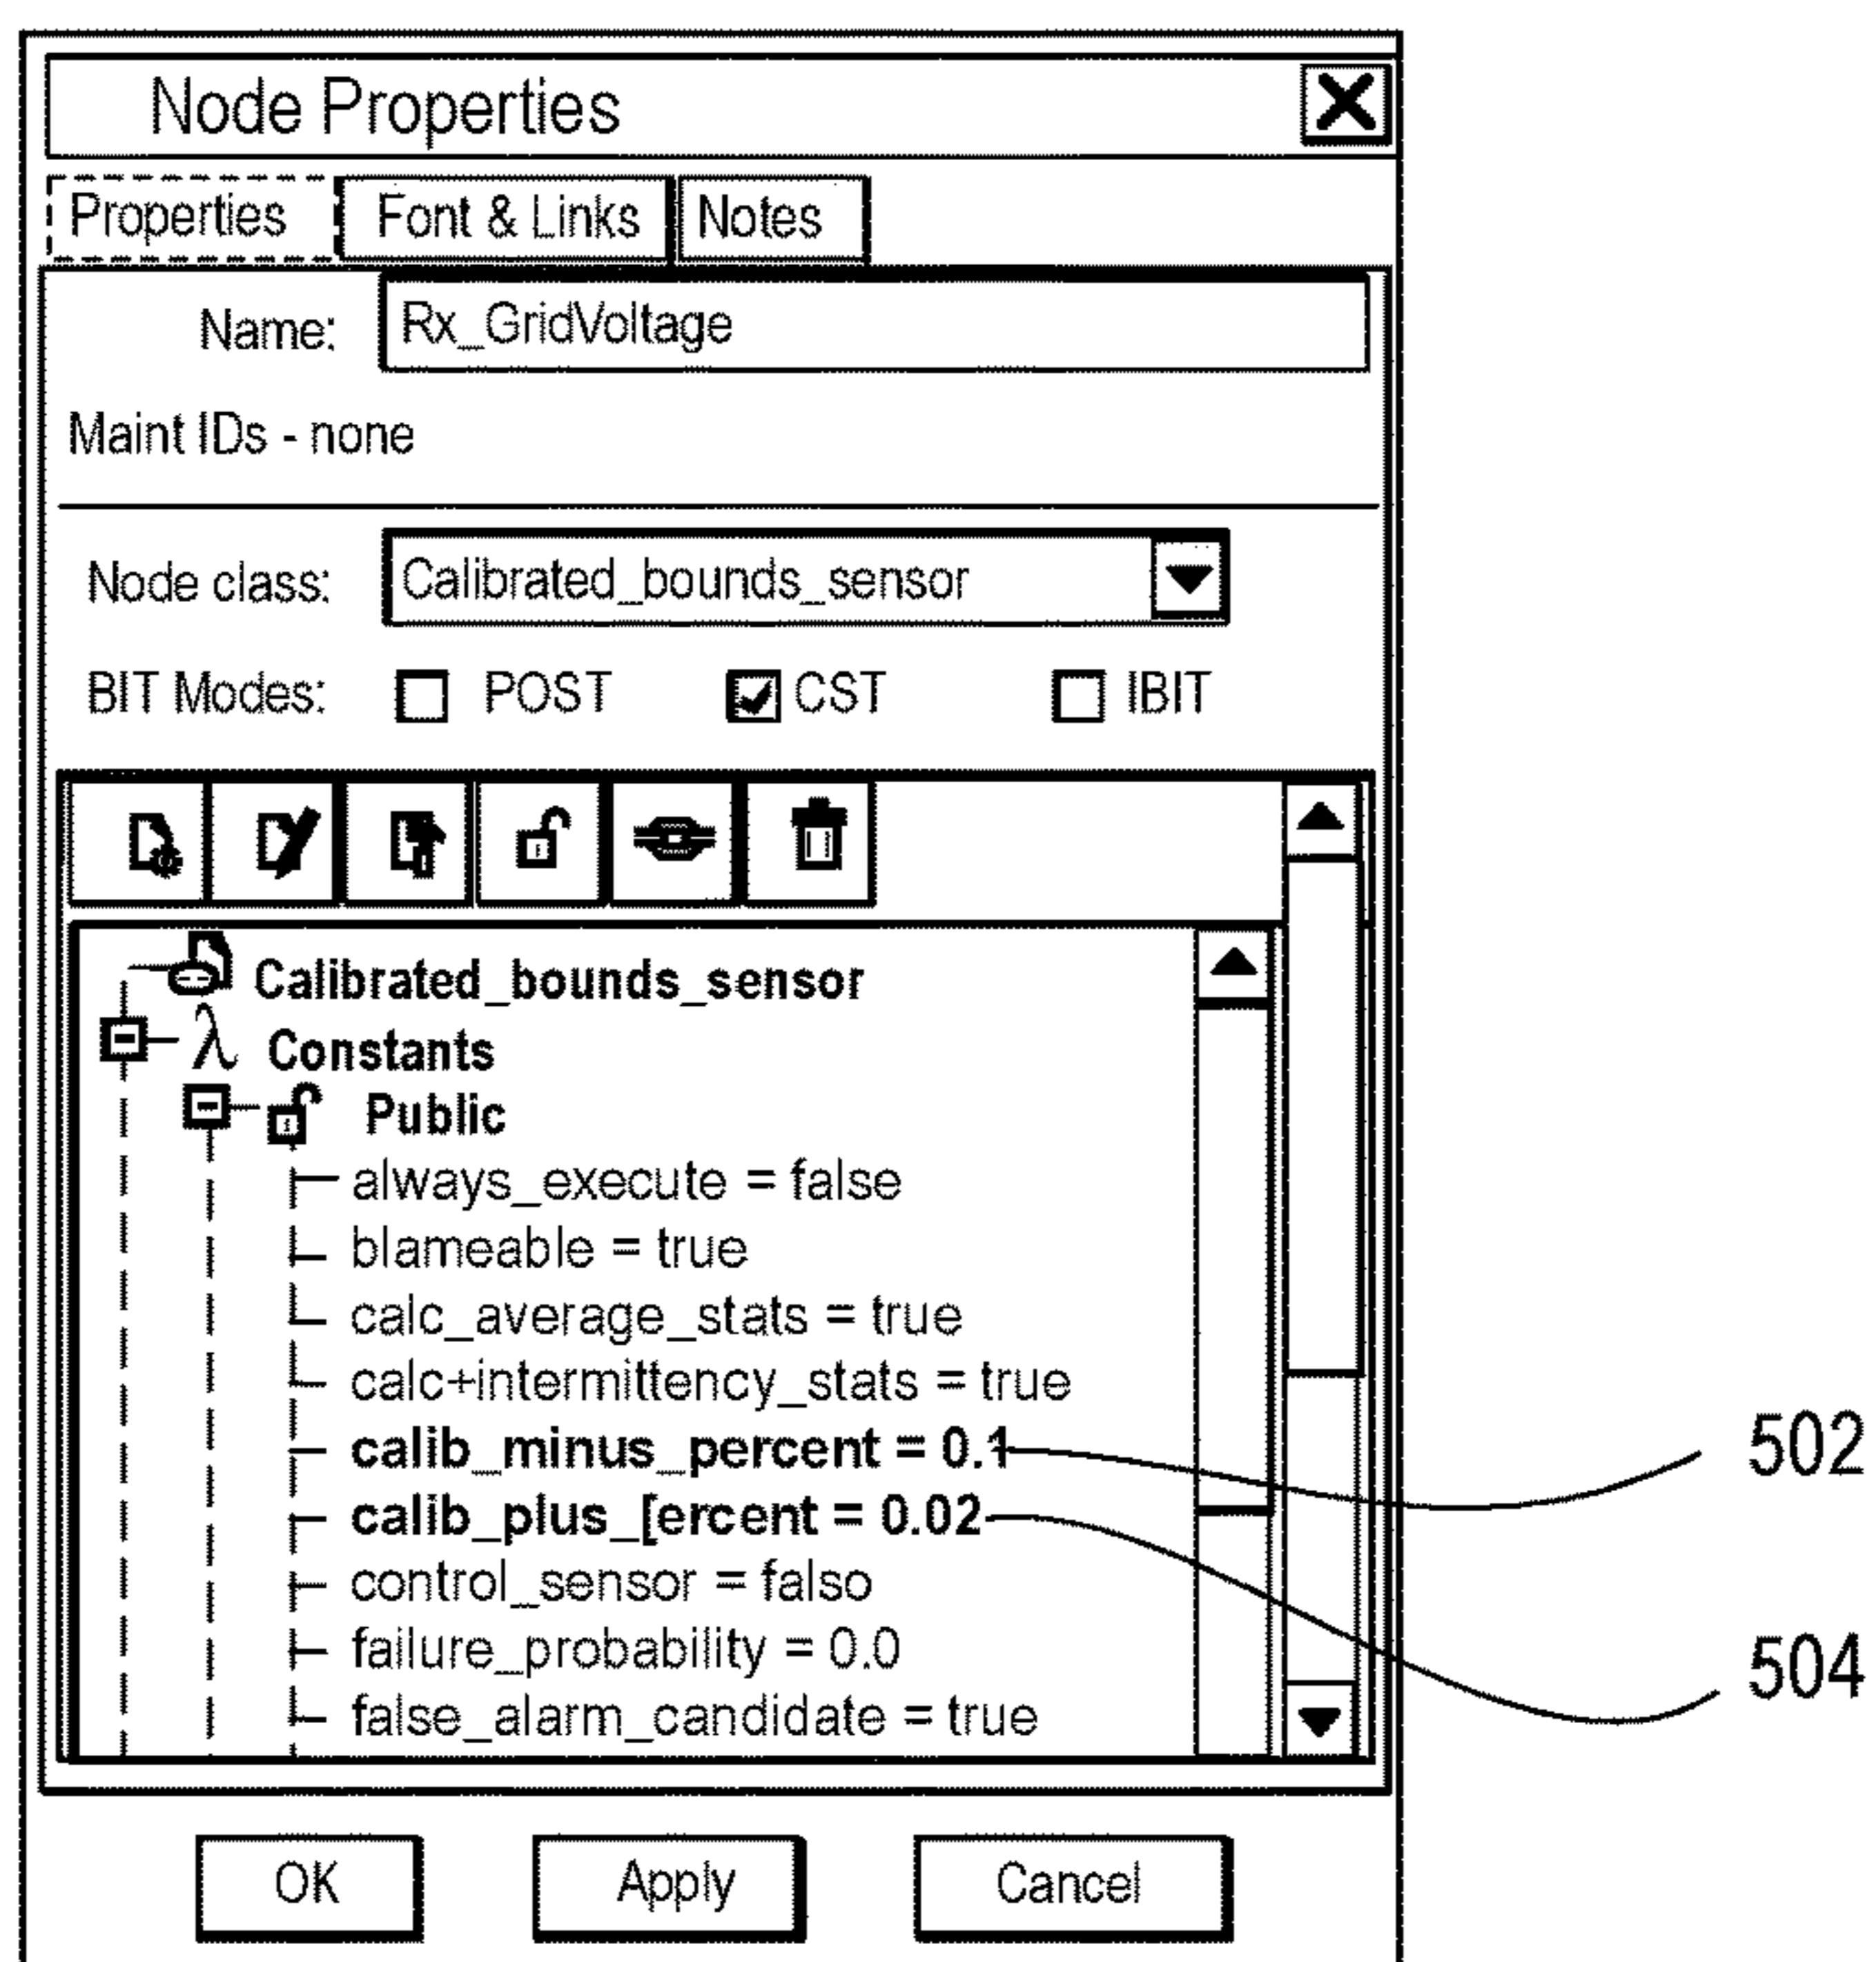 Node Properties
Properties Font & Links Notes
Name: Rx_GridVoltage
Maint IDs - none
Node class: Calibrated_bounds_sensor
BIT Modes: POST CST IBIT
Calibrated_bounds_sensor
λ Constants
Public
always_execute = false
blameable = true
calc_average_stats = true
calc+intermittency_stats = true
calib_minus_percent = 0.1 502
calib_plus_[ercent = 0.02
control_sensor = falso
failure_probability = 0.0 504
false_alarm_candidate = true
OK Apply Cancel